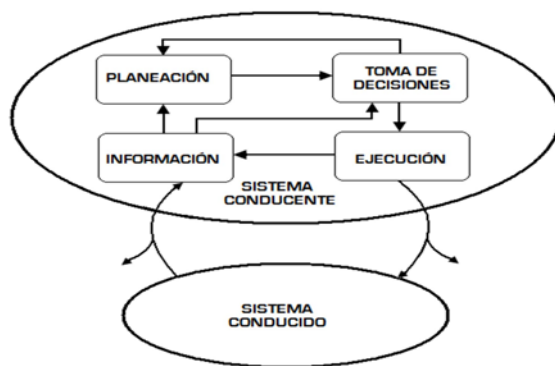 PLANEACIÓN
TOMA DE
DECISIONES
INFORMACIÓN
EJECUCIÓN
SISTEMA
CONDUCENTE
SISTEMA
CONDUCIDO